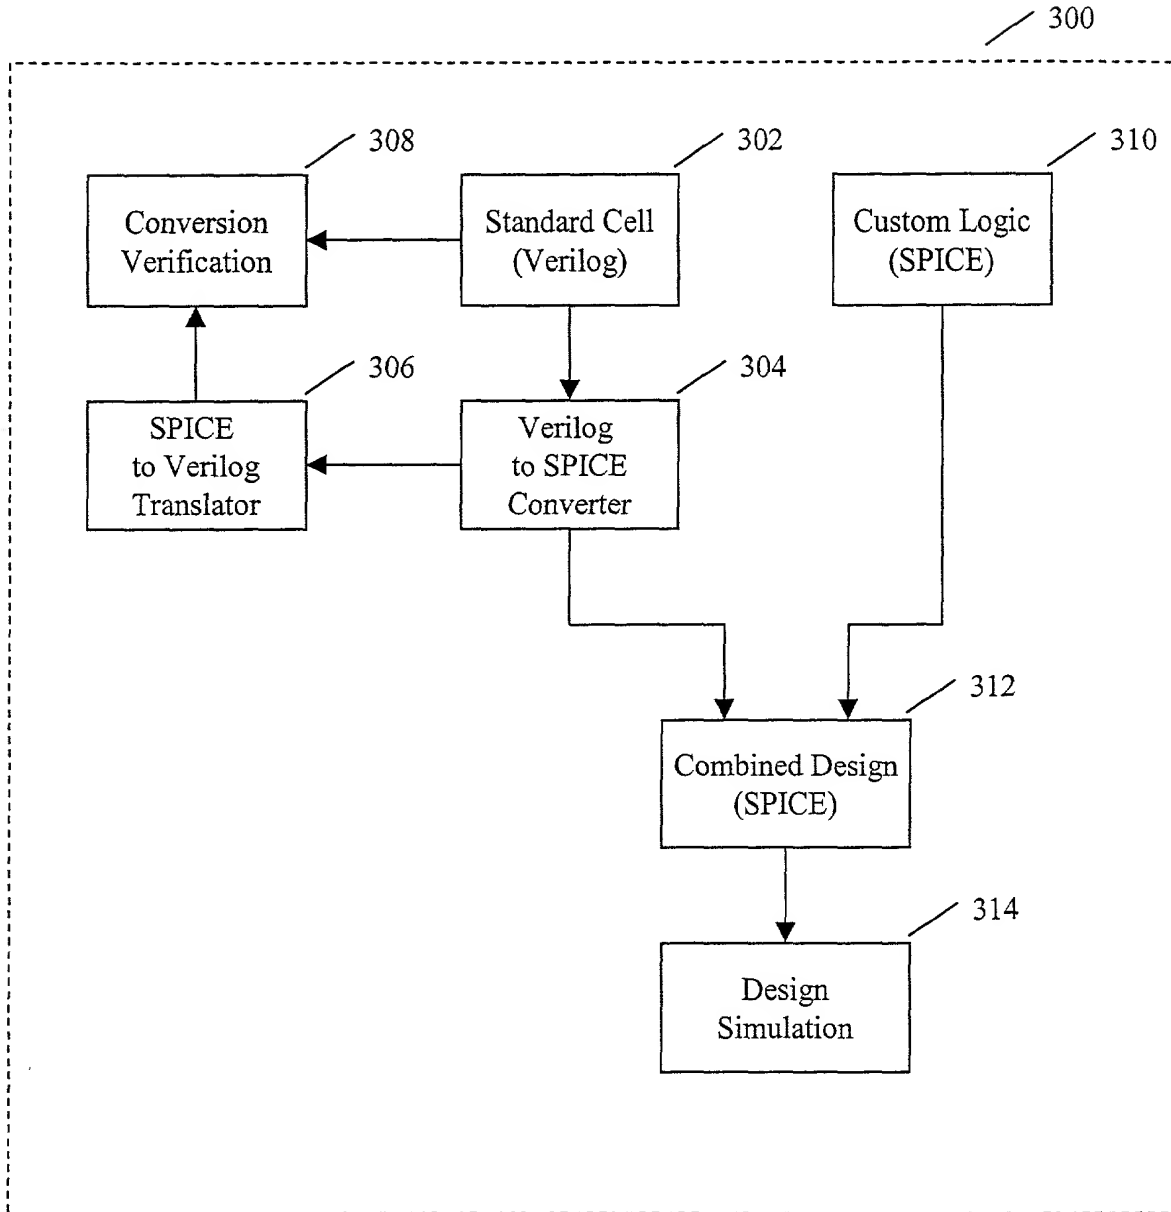 300
308
302
310
Conversion
Verification
Standard Cell
(Verilog)
Custom Logic
(SPICE)
306
304
SPICE
to Verilog
Translator
Verilog
to SPICE
Converter
312
Combined Design
(SPICE)
314
Design
Simulation